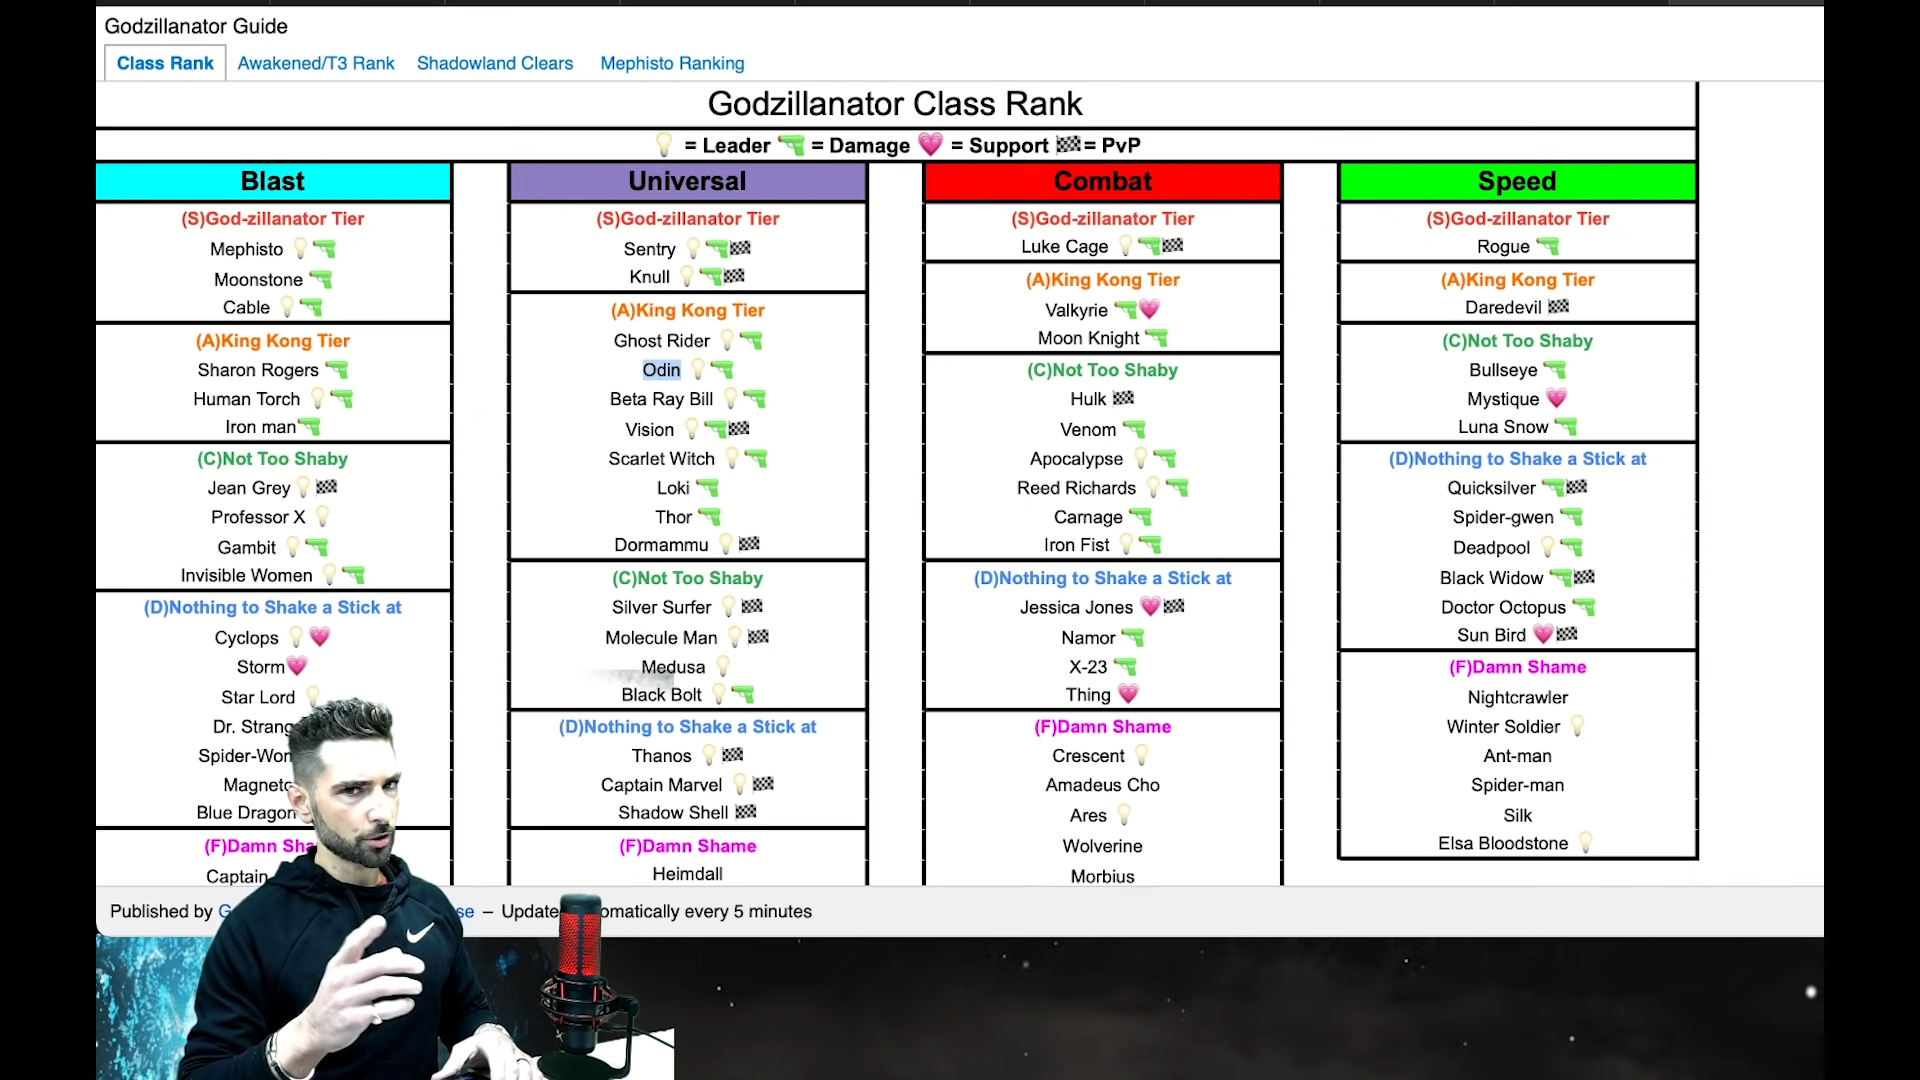 Godzillanator Guide
Class Rank Awakened/T3 Rank Shadowland Clears Mephisto Ranking
Godzillanator Class Rank
= Leader = Damage = Support = PvP
Blast
(S)God-zillanator Tier
Mephisto
Moonstone
Cable
(A)King Kong Tier
Sharon Rogers
Human Torch
Iron man
(C)Not Too Shaby
Jean Grey
Professor X
Gambit
Invisible Women
(D)Nothing to Shake a Stick at
Cyclops
Storm
Star Lord
Dr.
Blue Dragon
(F)Damn
Captain
Universal
(S)God-zillanator Tier
Sentry
Knull
(A)King Kong Tier
Ghost Rider
Odin
Beta Ray Bill
Vision
Scarlet Witch
Loki
Thor
Dormammu
(C)Not Too Shaby
Silver Surfer
Molecule Man
Medusa
Black Bolt
(D)Nothing to Shake a Stick at
Thanos
Captain Marvel
Shadow Shell
(F)Damn Shame
Heimdall
Combat
(S)God-zillanator Tier
Luke Cage
(A)King Kong Tier
Valkyrie
Moon Knight
(C)Not Too Shaby
Hulk
Venom
Apocalypse
Reed Richards
Carnage
Iron Fist
(D)Nothing to Shake a Stick at
Jessica Jones
Namor
X-23
Thing
(F)Damn Shame
Crescent
Amadeus Cho
Ares
Wolverine
Morbius
Speed
(S)God-zillanator Tier
Rogue
(A)King Kong Tier
Daredevil
(C)Not Too Shaby
Bullseye
Mystique
Luna Snow
(D)Nothing to Shake a Stick at
Quicksilver
Spider-gwen
Deadpool
Black Widow
Doctor Octopus
Sun Bird
(F)Damn Shame
Nightcrawler
Winter Soldier
Ant-man
Spider-man
Silk
Elsa Bloodstone
Published by – every 5 minutes